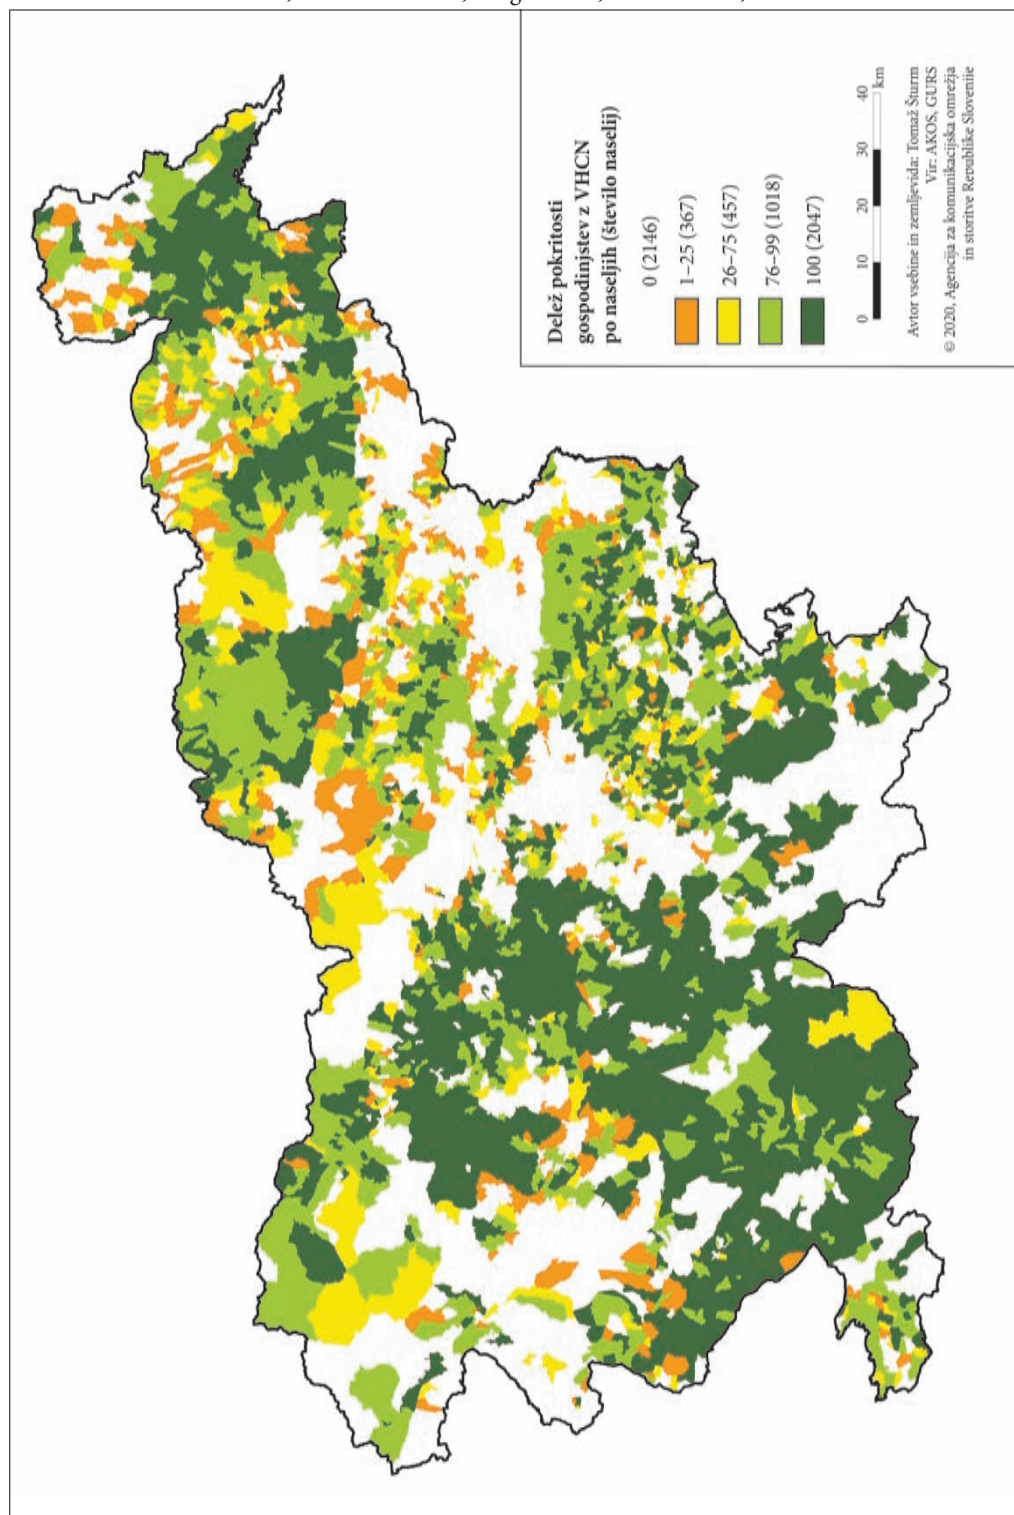 Delež pokritosti
gospodinjstev z VHCN
po naseljih (število naselij)
0 (2146)
1–25 (367)
26–75 (457)
76–99 (1018)
100 (2047)
0 10 20 30 40
km
Avtor vsebine in zemljevida: Tomaž Šturm
Vir: AKOS, GURS
© 2020, Agencija za komunikacijska omrežja
in storitve Republike Slovenije